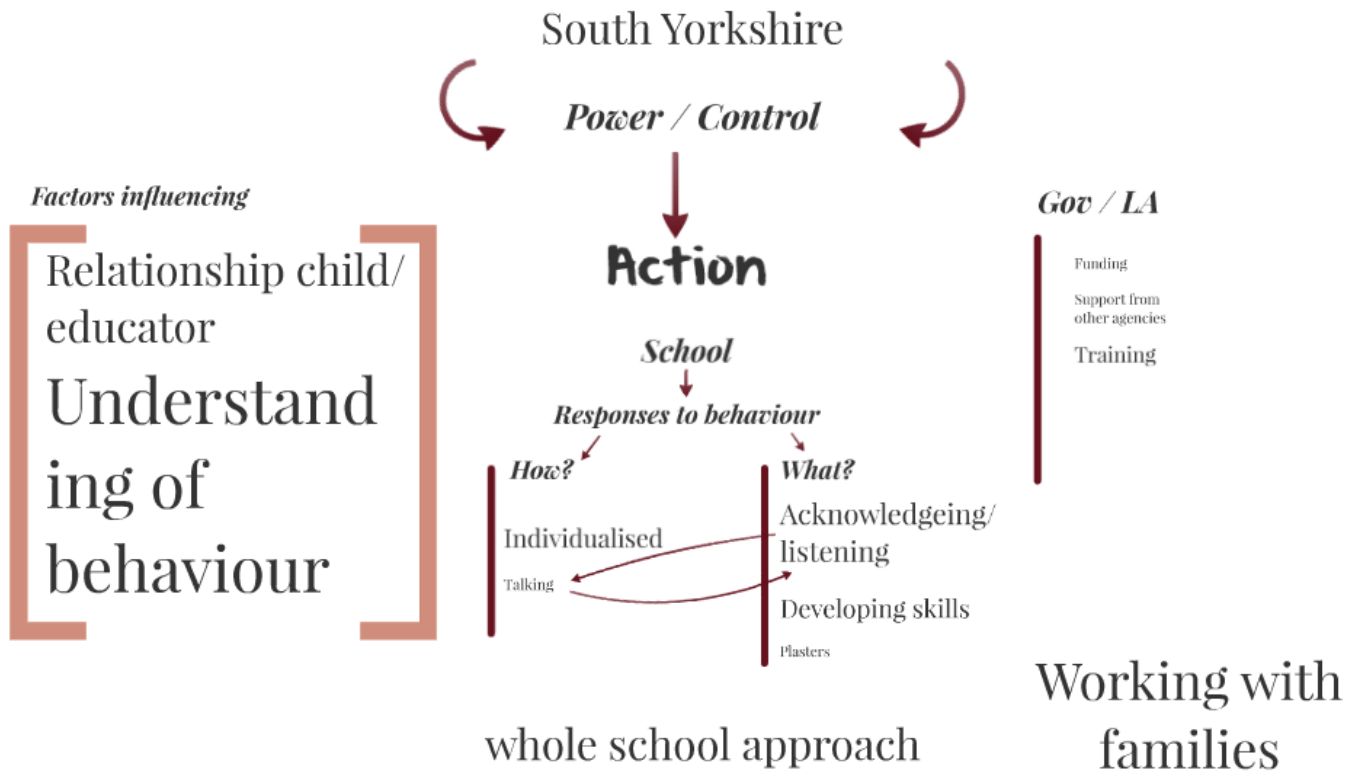 South Yorkshire
Power / Control
Action
Factors influencing
Relationship child/
educator
Understand
ing of
behaviour
School
Responses to behaviour
How?
Individualised
Talking
What?
Acknowledgeing/
listening
Developing skills
Plasters
whole school approach
Gov / LA
Funding
Support from
other agencies
Training
Working with
families